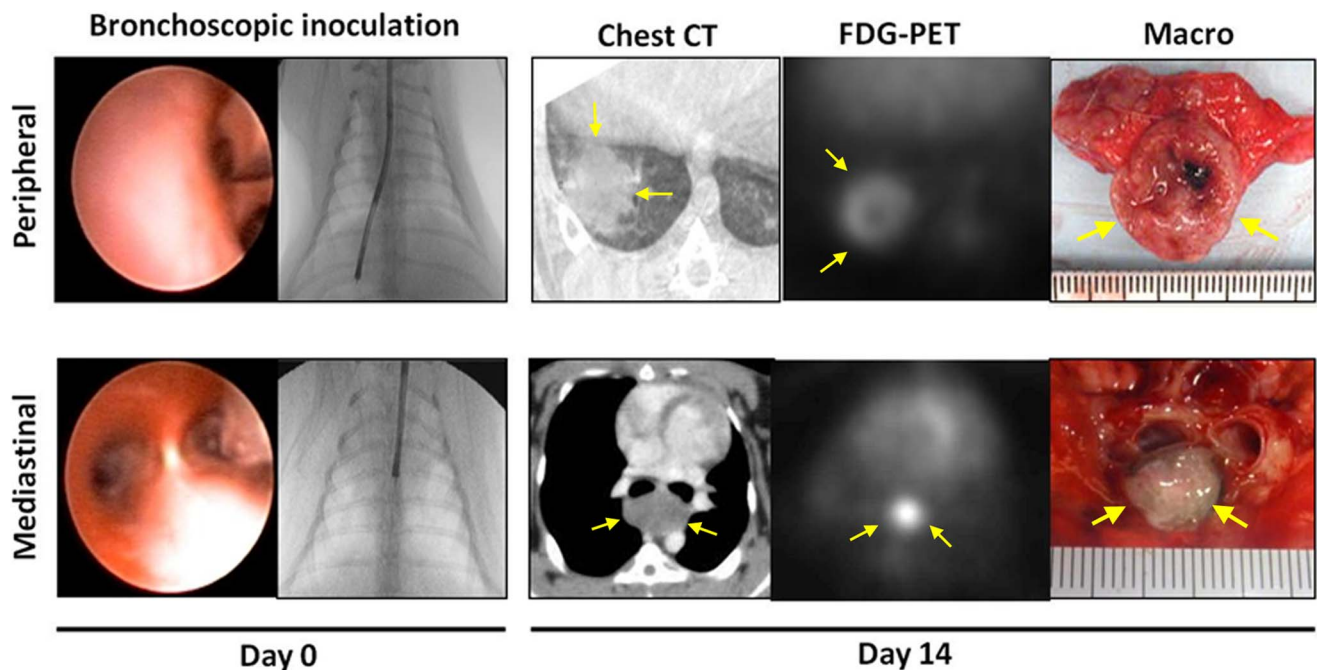 Bronchoscopic inoculation
Chest CT
FDG-PET
Macro
Peripheral
Mediastinal
Day 0
Day 14